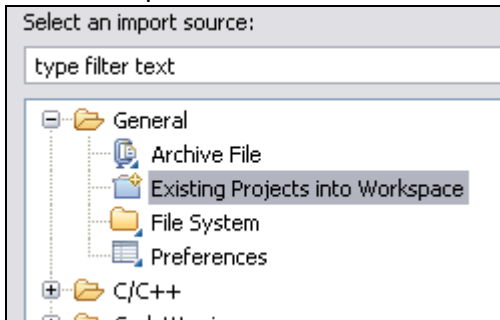 Select an import source:
type filter text
General
Archive File
Existing Projects into Workspace
File System
Preferences
C/C++